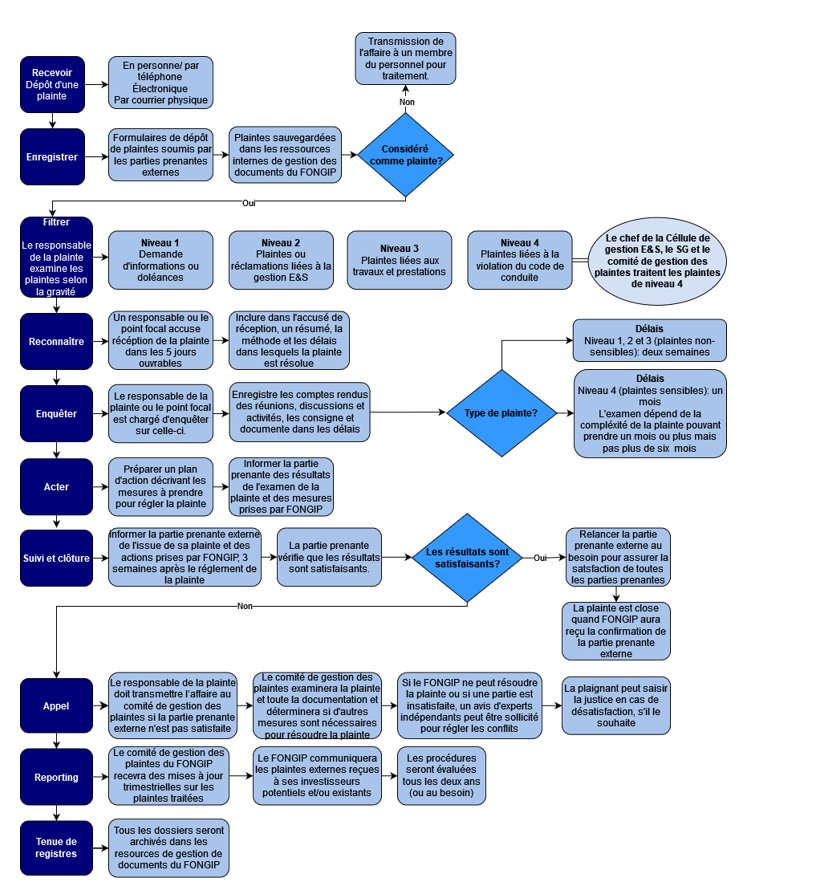 Recevoir
Dépôt d'une
plainte
En personne/ par
téléphone
Électronique
Par courrier physique
Transmission de
l'affaire à un membre
du personnel pour
traitement.
Non
Enregistrer
Formulaires de dépôt
de plaintes soumis par
les parties prenantes
externes
Plaintes sauvegardées
dans les ressources
internes de gestion des
documents du FONGIP
Considéré
comme plainte?
Oui
Filtrer
Le responsable
de la plainte
examine les
plaintes selon
la gravité
Niveau 1
Demande
d'informations ou
doléances
Niveau 2
Plaintes ou
réclamations liées à la
gestion E&S
Niveau 3
Plaintes liées aux
travaux et prestations
Niveau 4
Plaintes liées à la
violation du code de
conduite
Le chef de la Céllule de
gestion E&S, le SG et le
comité de gestion des
plaintes traitent les plaintes
de niveau 4
Reconnaître
Un responsable ou le
point focal accuse
récéption de la plainte
dans les 5 jours
ouvrables
Inclure dans l'accusé de
réception, un résumé, la
méthode et les délais
dans lesquels la plainte
est résolue
Délais
Niveau 1, 2 et 3 (plaintes non-
sensibles): deux semaines
Enquêter
Le responsable de la
plainte ou le point focal
est chargé d'enquêter
sur celle-ci.
Enregistre les comptes rendus
des réunions, discussions et
activités, les consigne et
documente dans les délais
Type de plainte?
Délais
Niveau 4 (plaintes sensibles): un
mois
L'examen dépend de la
compléxité de la plainte pouvant
prendre un mois ou plus mais
pas plus de six mois
Acter
Préparer un plan
d'action décrivant les
mesures à prendre
pour régler la plainte
Informer la partie
prenante des résultats
de l'examen de la
plainte et des mesures
prises par FONGIP
Suivi et clôture
Informer la partie prenante externe
de l'issue de sa plainte et des
actions prises par FONGIP, 3
semaines après le réglement de
la plainte
La partie prenante
vérifie que les résultats
sont satisfaisants.
Les résultats sont
satisfaisants?
Oui
Relancer la partie
prenante externe au
besoin pour assurer la
satsfaction de toutes
les parties prenantes
Non
La plainte est close
quand FONGIP aura
reçu la confirmation de
la partie prenante
externe
Appel
Le responsable de la plainte
doit transmettre l'affaire au
comité de gestion des
plaintes si la partie prenante
externe n'est pas satisfaite
Le comité de gestion des
plaintes examinera la plainte
et toute la documentation et
déterminera si d'autres
mesures sont nécessaires
pour résoudre la plainte
Si le FONGIP ne peut résoudre
la plainte ou si une partie est
insatisfaite, un avis d'experts
indépendants peut être sollicité
pour régler les conflits
La plaignant peut saisir
la justice en cas de
désatisfaction, s'il le
souhaite
Reporting
Le comité de gestion des
plaintes du FONGIP
recevra des mises à jour
trimestrielles sur les
plaintes traitées
Le FONGIP communiquera
les plaintes externes reçues
à ses investisseurs
potentiels et/ou existants
Les procédures
seront évaluées
tous les deux ans
(ou au besoin)
Tenue de
registres
Tous les dossiers seront
archivés dans les
resources de gestion de
documents du FONGIP